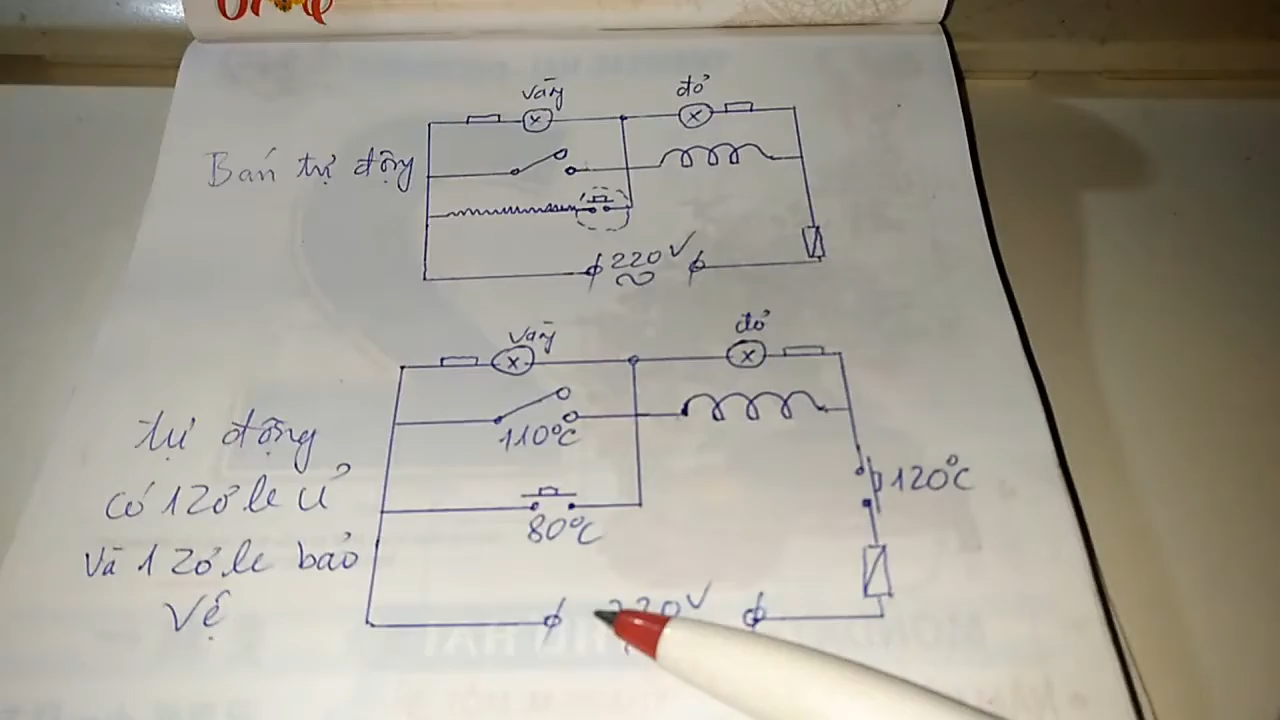 vàng
đỏ
Bán tự động
220V
vàng
đỏ
110°C
tự động
có 1 rơ le ủ
và 1 rơ le bảo
vệ
120°C
80°C
220V